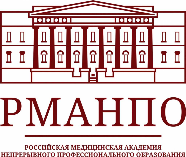 РМАНПО
РОССИЙСКАЯ МЕДИЦИНСКАЯ АКАДЕМИЯ
НЕПРЕРЫВНОГО ПРОФЕССИОНАЛЬНОГО ОБРАЗОВАНИЯ